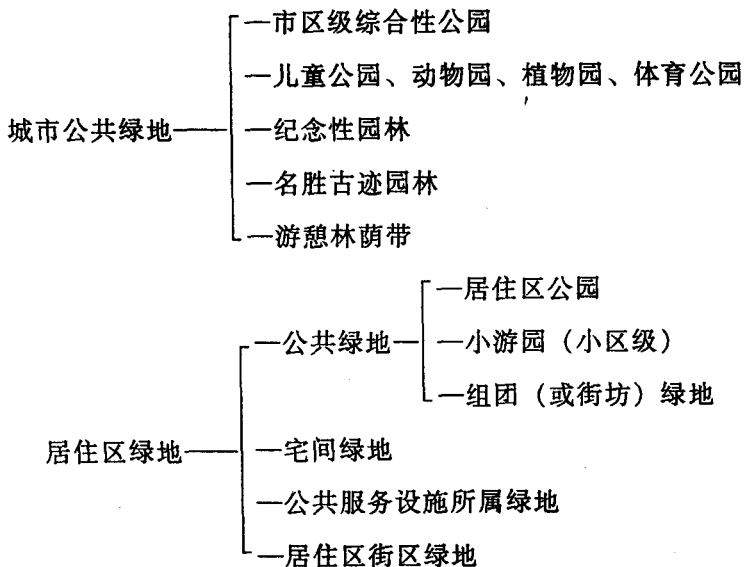 市区级综合性公园
儿童公园、动物园、植物园、体育公园
城市公共绿地
纪念性园林
名胜古迹园林
游憩林荫带
居住区公园
公共绿地
小游园（小区级）
组团（或街坊）绿地
居住区绿地
宅间绿地
公共服务设施所属绿地
居住区街区绿地